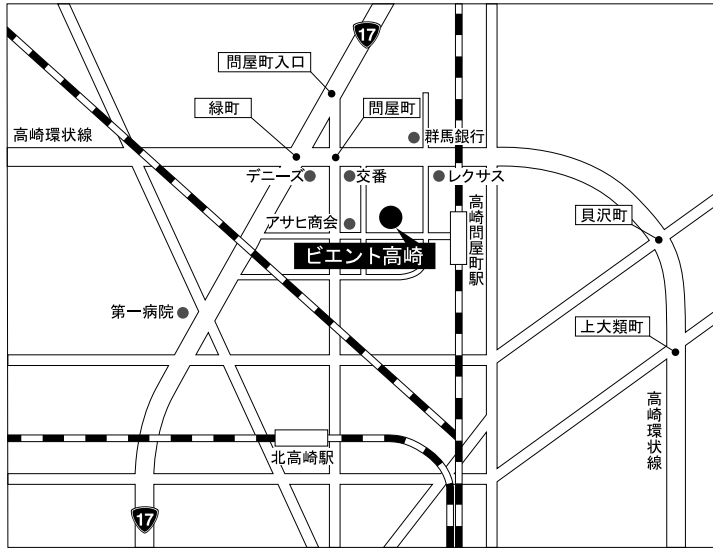 17
問屋町入口
緑町
問屋町
高崎環状線
群馬銀行
デニーズ
交番
レクサス
アサヒ商会
高崎問屋町駅
貝沢町
ビエント高崎
第一病院
上大類町
高崎環状線
北高崎駅
17